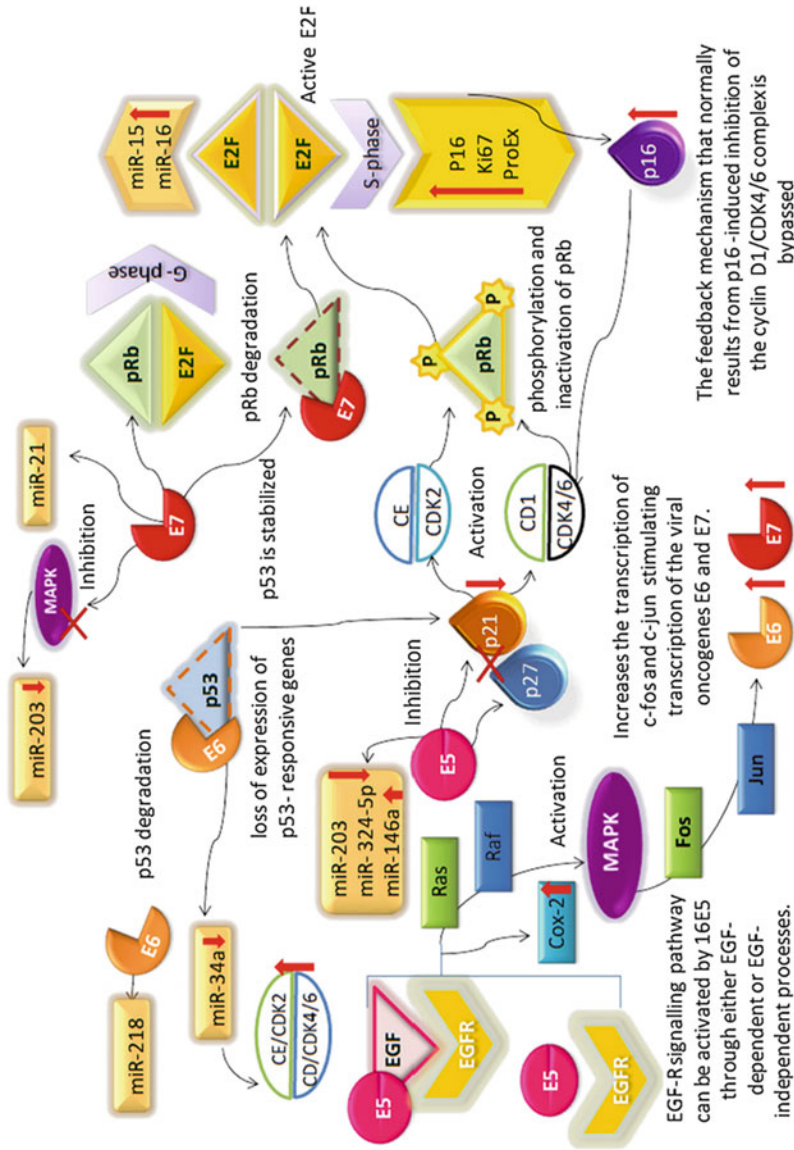 miR-218
E6
p53 degradation
miR-203
MAPK
Inhibition
miR-21
E7
G- phase
pRb
E2F
miR-15
miR-16
miR-34a
E6
p53
loss of expression of
p53- responsive genes
p53 is stabilized
pRb degradation
E7
pRb
E2F
E2F
Active E2F
S-phase
CE/CDK2
CD/CDK4/6
miR-203
miR- 324-5p
miR-146a
E5
Inhibition
p21
p27
Activation
CE
CDK2
CD1
CDK4/6
P
P
P
pRb
phosphorylation and
inactivation of pRb
P16
Ki67
ProEx
p16
E5
EGF
EGFR
E5
EGFR
Ras
Raf
Cox-2
Activation
MAPK
Fos
Jun
E6
E7
EGF-R signalling pathway
can be activated by 16E5
through either EGF-
dependent or EGF-
independent processes.
Increases the transcription of
c-fos and c-jun stimulating
transcription of the viral
oncogenes E6 and E7.
The feedback mechanism that normally
results from p16 -induced inhibition of
the cyclin D1/CDK4/6 complex is
bypassed